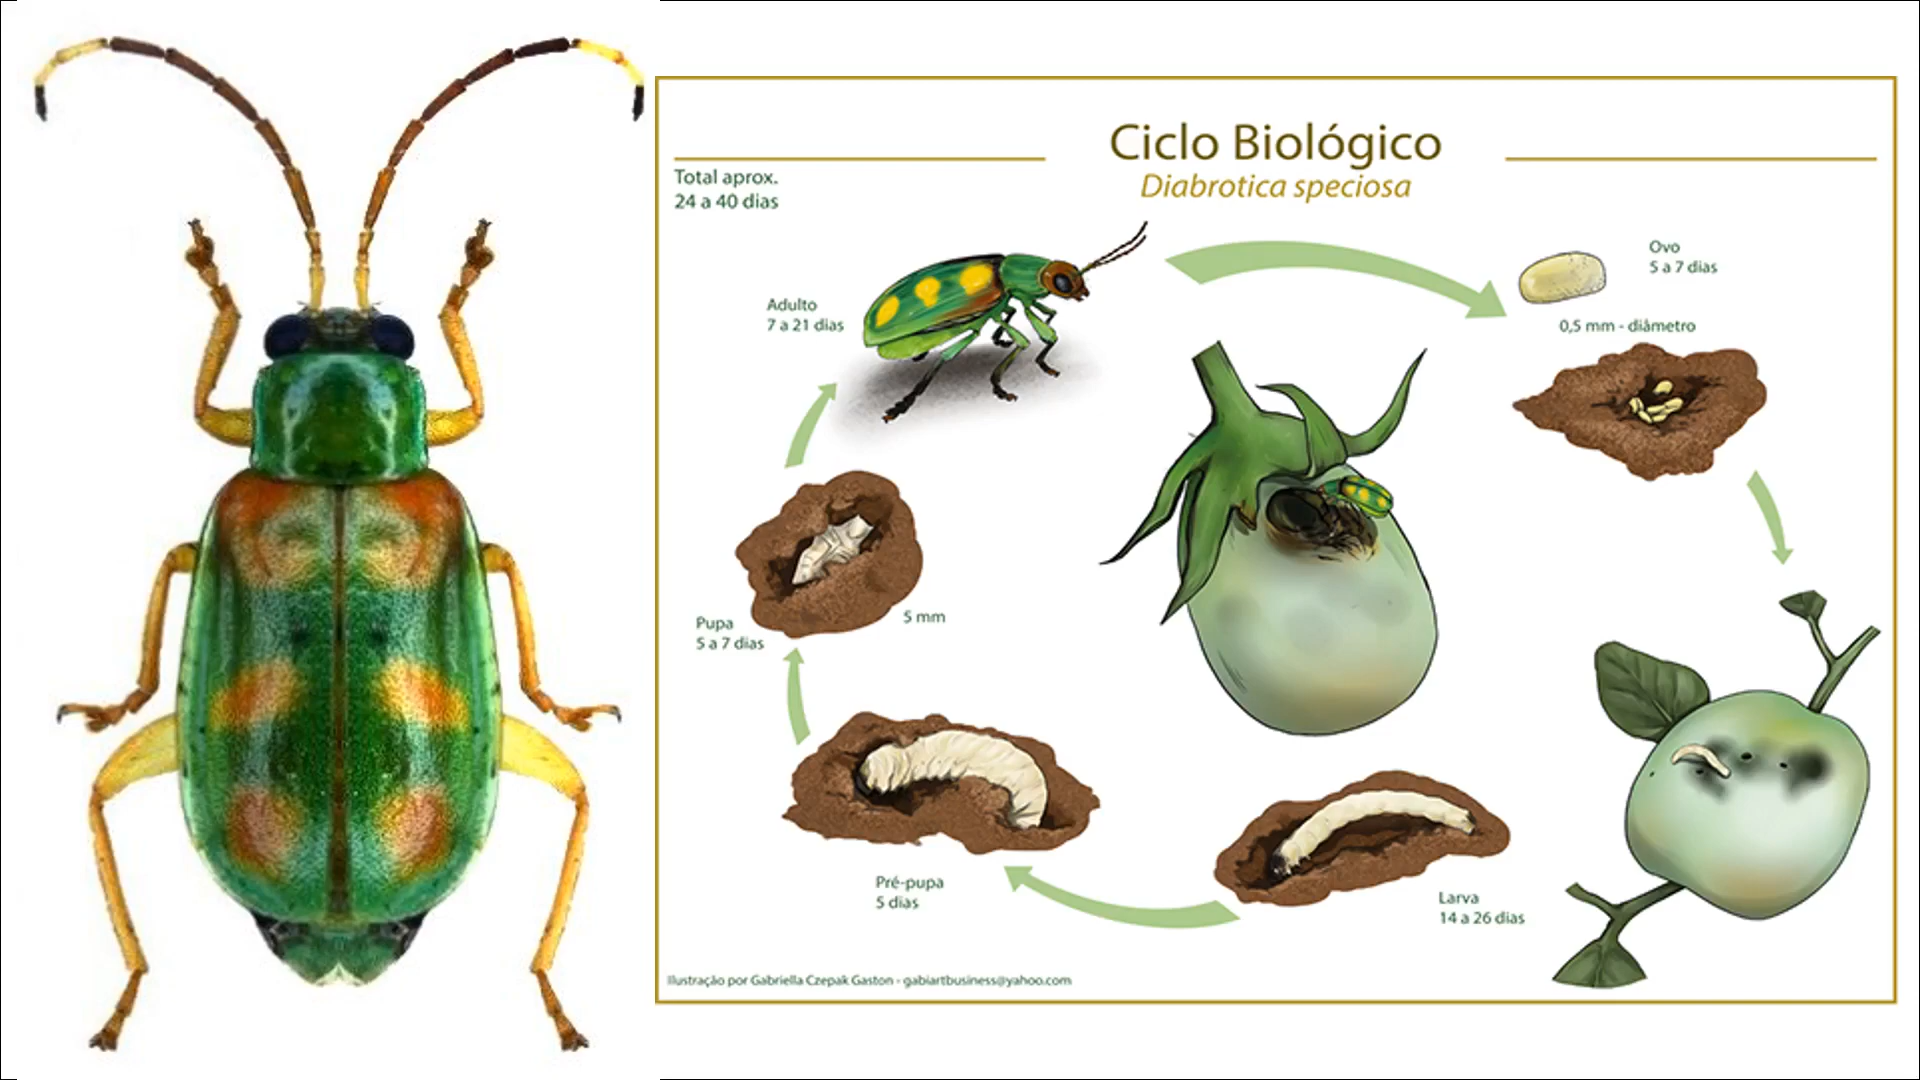 Ciclo Biológico
Diabrotica speciosa
Total aprox.
24 a 40 dias
Adulto
7 a 21 dias
Ovo
5 a 7 dias
0,5 mm - diâmetro
Pupa
5 a 7 dias
5 mm
Pré-pupa
5 dias
Larva
14 a 26 dias
Ilustração por Gabriella Czepak Gaston - gabiartbusiness@yahoo.com